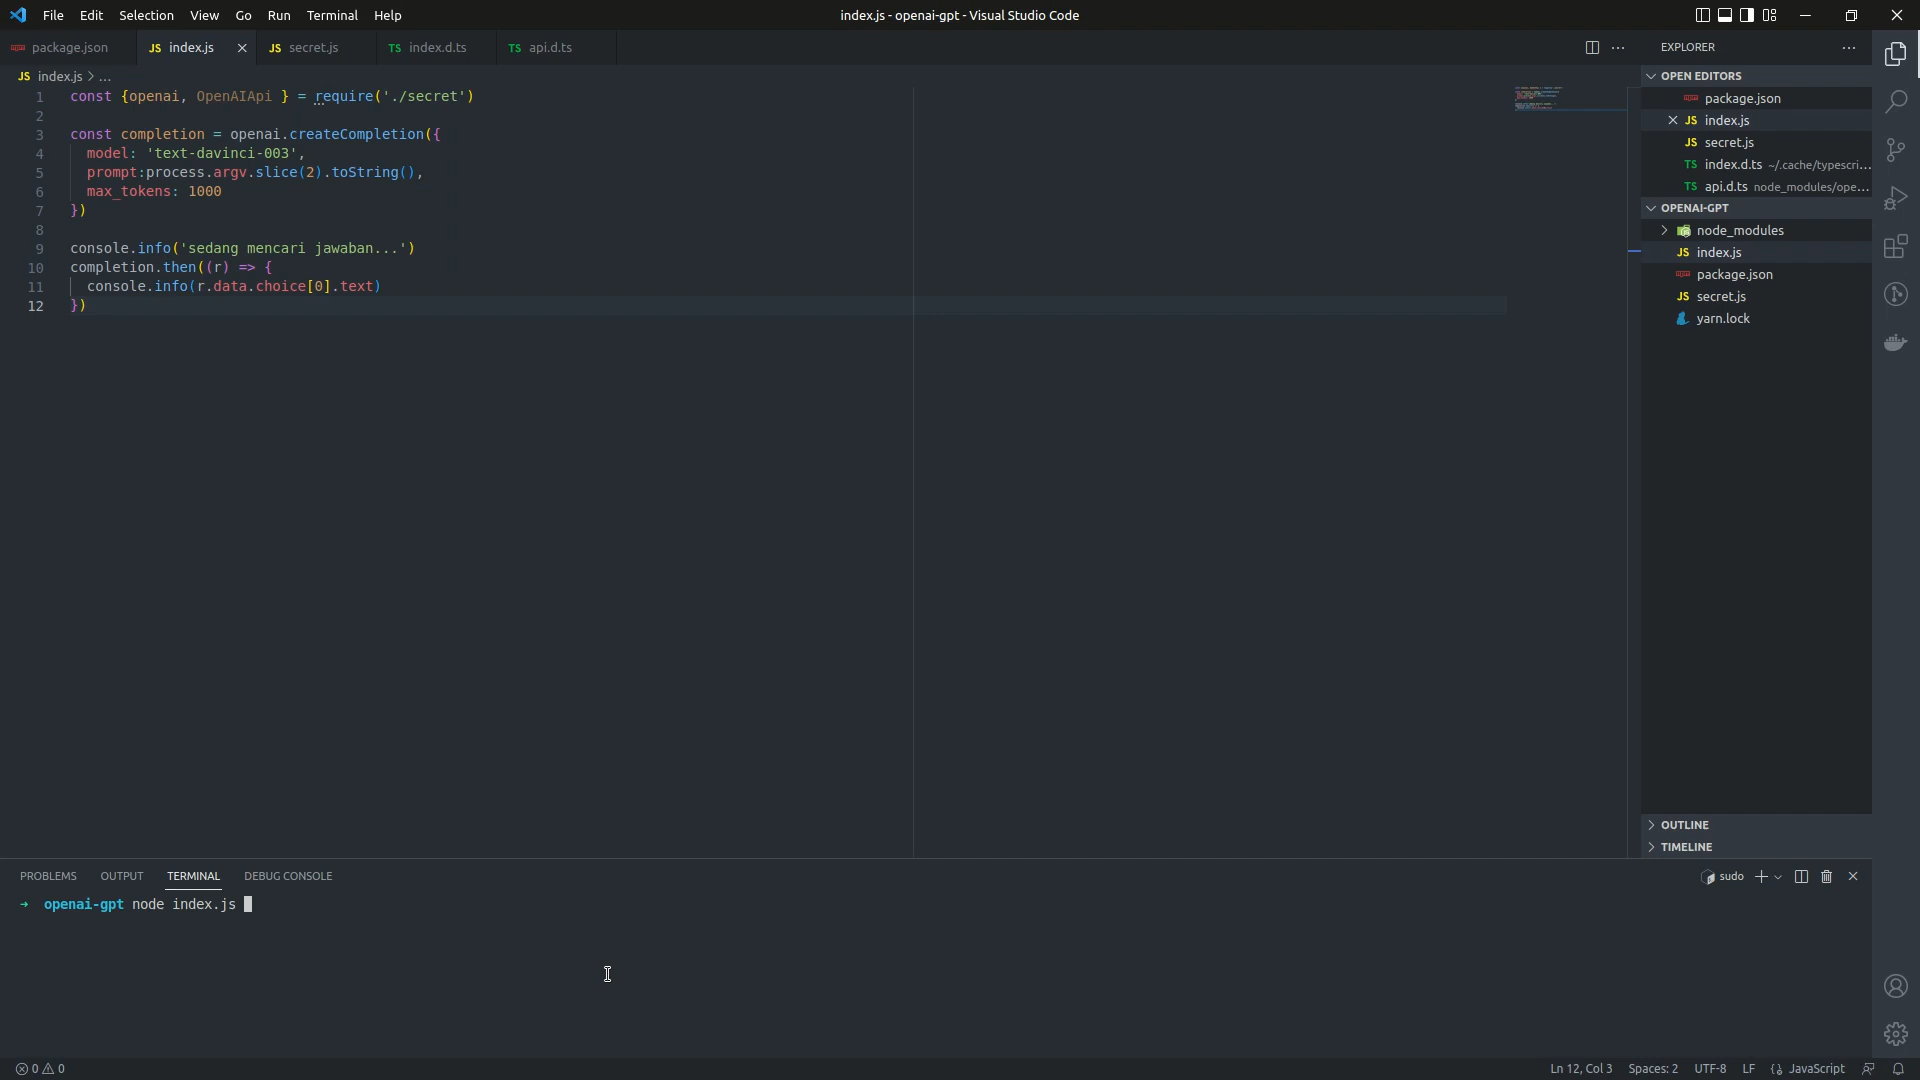 File Edit Selection View Go Run Terminal Help
index.js - openai-gpt - Visual Studio Code
package.json
JS index.js
JS secret.js
TS index.d.ts
TS api.d.ts
JS index.js > ...
1 const {openai, OpenAIApi } = require('./secret')
2
3 const completion = openai.createCompletion({
4 model: 'text-davinci-003',
5 prompt:process.argv.slice(2).toString(),
6 max_tokens: 1000
7 })
8
9 console.info('sedang mencari jawaban...')
10 completion.then((r) => {
11 console.info(r.data.choice[0].text)
12 })
EXPLORER
OPEN EDITORS
package.json
JS index.js
JS secret.js
TS index.d.ts ~/.cache/typescri...
TS api.d.ts node_modules/ope...
OPENAI-GPT
node_modules
JS index.js
package.json
JS secret.js
yarn.lock
OUTLINE
TIMELINE
PROBLEMS OUTPUT TERMINAL DEBUG CONSOLE
sudo
→ openai-gpt node index.js
0 0
Ln 12, Col 3 Spaces: 2 UTF-8 LF JavaScript